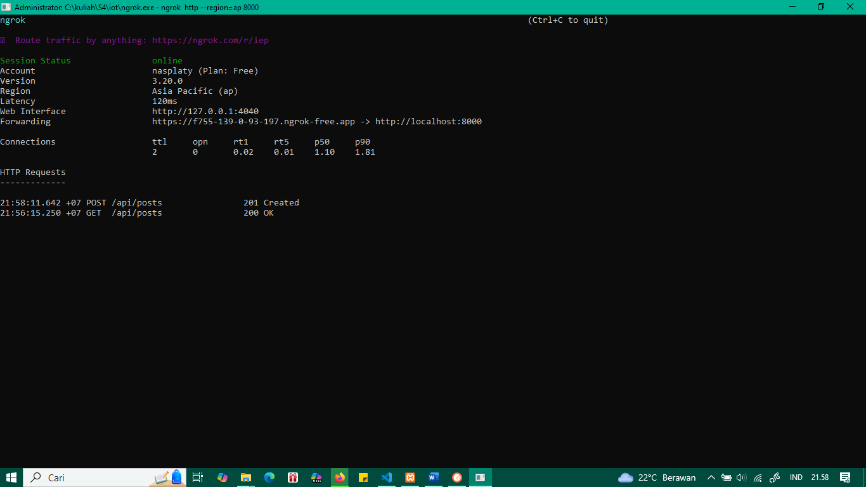 Administrator: C:\kuliah\S4\iot\ngrok.exe - ngrok http --region=ap 8000
ngrok (Ctrl+C to quit)
Route traffic by anything: https://ngrok.com/r/iep
Session Status online
Account nasplaty (Plan: Free)
Version 3.20.0
Region Asia Pacific (ap)
Latency 120ms
Web Interface http://127.0.0.1:4040
Forwarding https://f755-139-0-93-197.ngrok-free.app -> http://localhost:8000
Connections ttl opn rt1 rt5 p50 p90
2 0 0.02 0.01 1.10 1.81
HTTP Requests
-------------
21:58:11.642 +07 POST /api/posts 201 Created
21:56:15.250 +07 GET /api/posts 200 OK
Cari 22°C Berawan IND 21.58